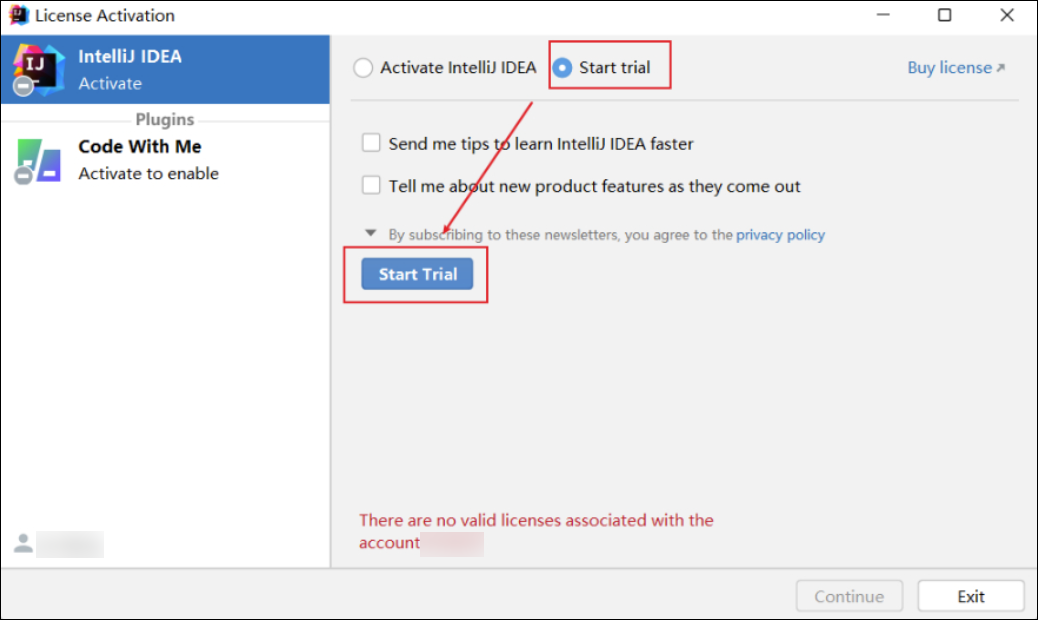 License Activation
IntelliJ IDEA
Activate
Plugins
Code With Me
Activate to enable
Activate IntelliJ IDEA
Start trial
Buy license
Send me tips to learn IntelliJ IDEA faster
Tell me about new product features as they come out
By subscribing to these newsletters, you agree to the privacy policy
Start Trial
There are no valid licenses associated with the
account
Continue
Exit